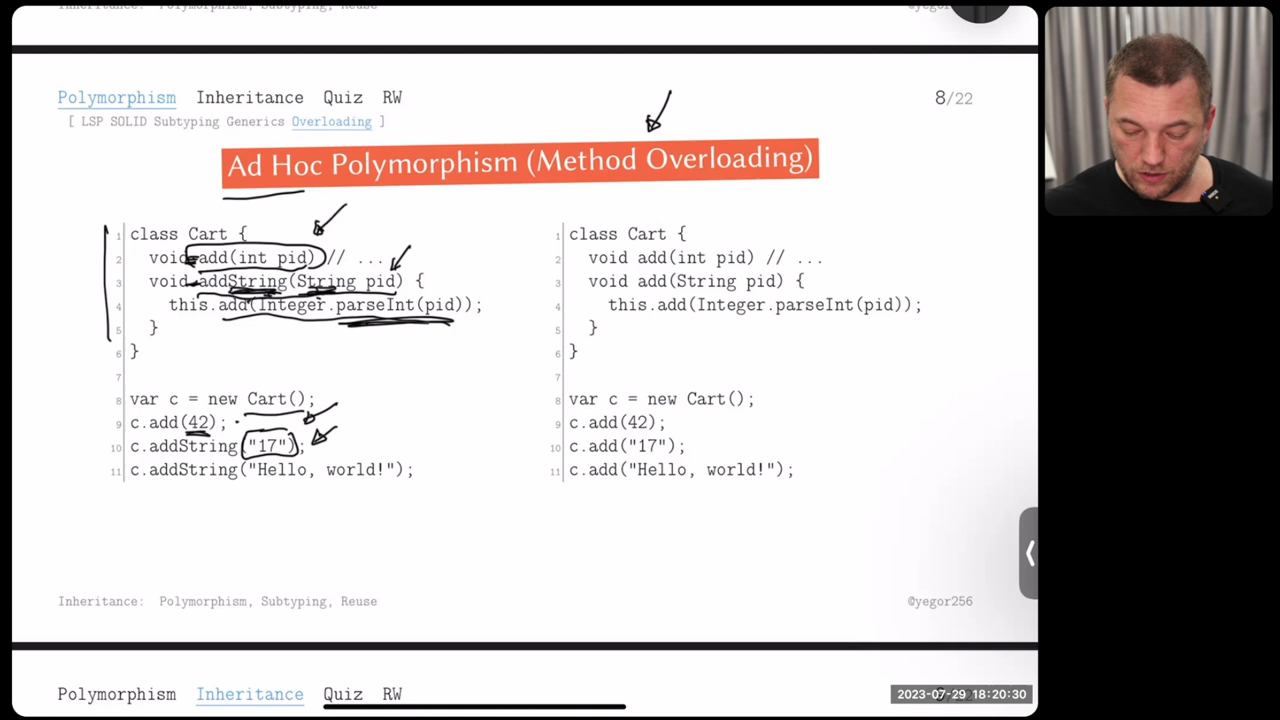 Inheritance: Polymorphism, Subtyping, Reuse
Polymorphism Inheritance Quiz RW
8/22
[ LSP SOLID Subtyping Generics Overloading ]
Ad Hoc Polymorphism (Method Overloading)
1 class Cart {
2 void add(int pid) // ...
3 void addString(String pid) {
4 this.add(Integer.parseInt(pid));
5 }
6 }
7
8 var c = new Cart();
9 c.add(42);
10 c.addString("17");
11 c.addString("Hello, world!");
1 class Cart {
2 void add(int pid) // ...
3 void add(String pid) {
4 this.add(Integer.parseInt(pid));
5 }
6 }
7
8 var c = new Cart();
9 c.add(42);
10 c.add("17");
11 c.add("Hello, world!");
Inheritance: Polymorphism, Subtyping, Reuse
@yegor256
Polymorphism Inheritance Quiz RW
2023-07-29 18:20:30